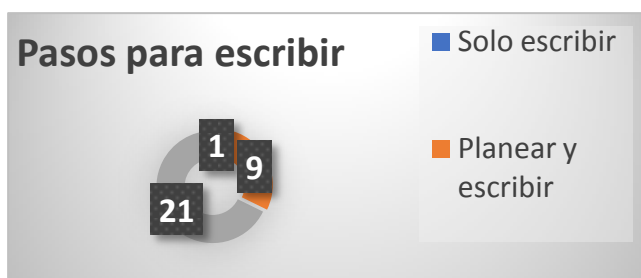 Pasos para escribir
1
9
21
Solo escribir
Planear y
escribir